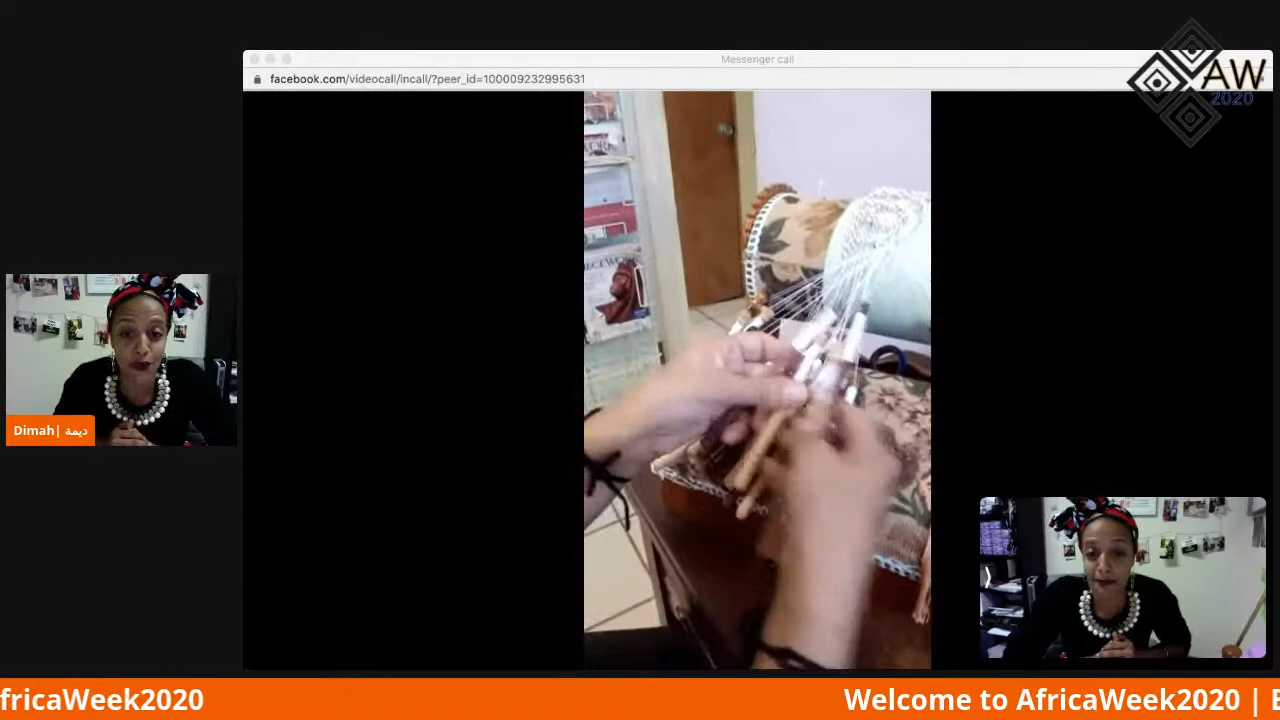 Messenger call
facebook.com/videocall/incall/?peer_id=100009232995631
AW
2020
Dimah| ديمة
fricaWeek2020
Welcome to AfricaWeek2020 | E